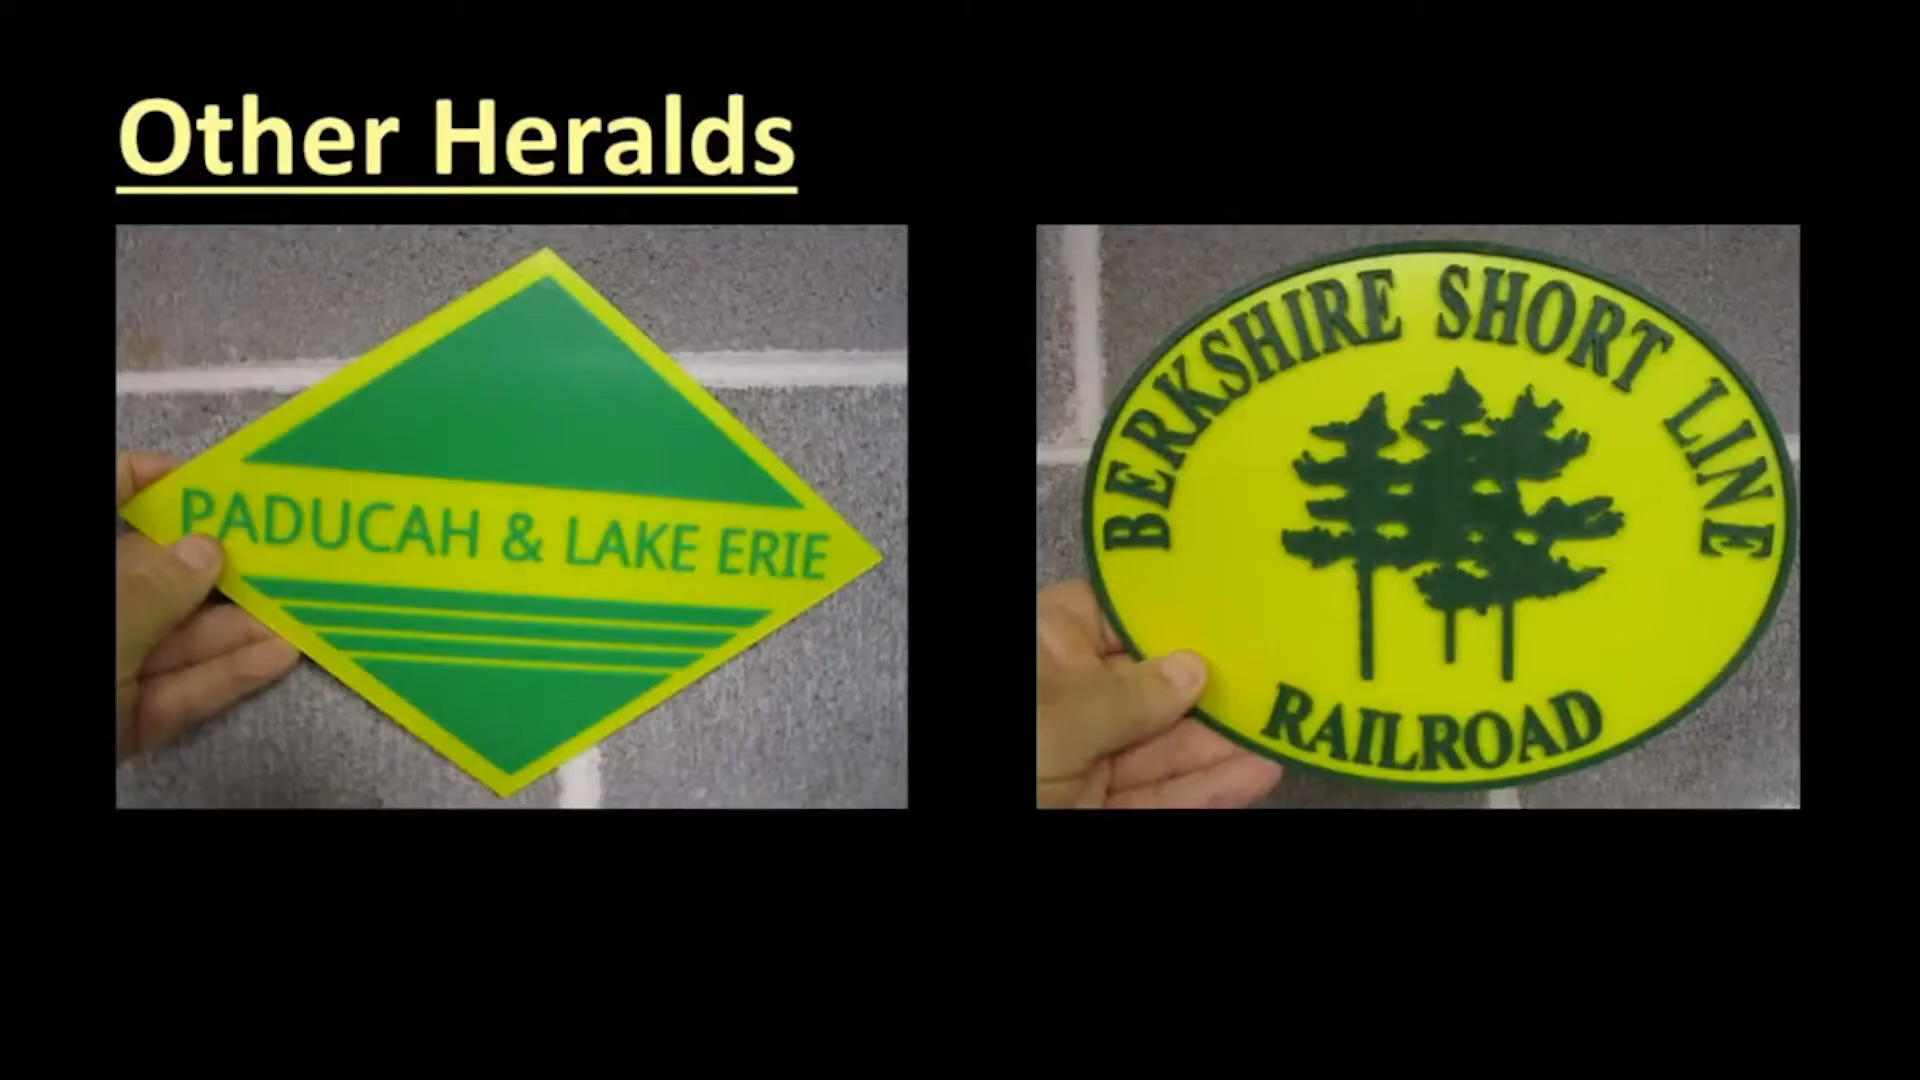 Other Heralds
PADUCAH & LAKE ERIE
BERKSHIRE SHORT LINE
RAILROAD